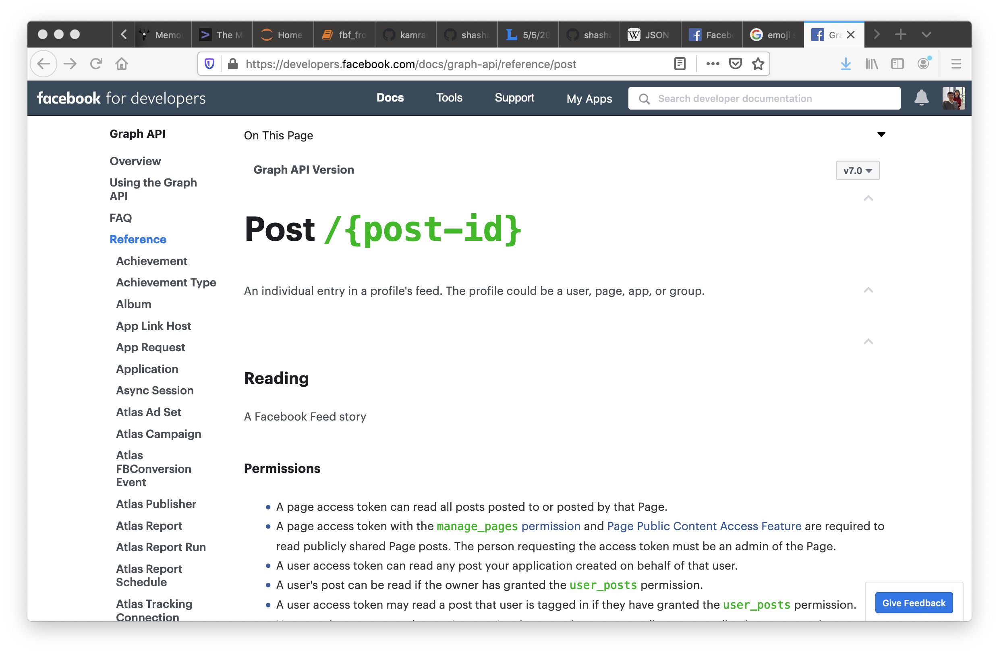 Memo
The M
Home
fbf_fro
kamra
shasha
5/5/20
shasha
JSON
Facebo
emoji s
Gra
https://developers.facebook.com/docs/graph-api/reference/post
facebook for developers
Docs
Tools
Support
My Apps
Search developer documentation
Graph API
Overview
Using the Graph
API
FAQ
Reference
Achievement
Achievement Type
Album
App Link Host
App Request
Application
Async Session
Atlas Ad Set
Atlas Campaign
Atlas
FBConversion
Event
Atlas Publisher
Atlas Report
Atlas Report Run
Atlas Report
Schedule
Atlas Tracking
Connection
On This Page
Graph API Version
v7.0
Post /{post-id}
An individual entry in a profile's feed. The profile could be a user, page, app, or group.
Reading
A Facebook Feed story
Permissions
A page access token can read all posts posted to or posted by that Page.
A page access token with the manage_pages permission and Page Public Content Access Feature are required to
read publicly shared Page posts. The person requesting the access token must be an admin of the Page.
A user access token can read any post your application created on behalf of that user.
A user's post can be read if the owner has granted the user_posts permission.
A user access token may read a post that user is tagged in if they have granted the user_posts permission.
Give Feedback